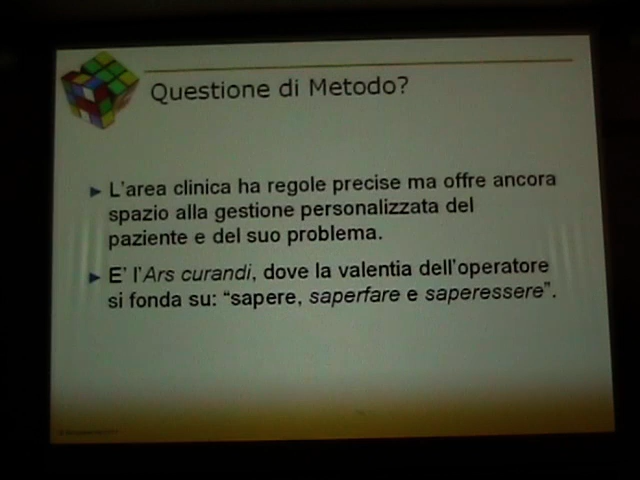 Questione di Metodo?
L'area clinica ha regole precise ma offre ancora
spazio alla gestione personalizzata del
paziente e del suo problema.
E' l'Ars curandi, dove la valentia dell'operatore
si fonda su: “sapere, saperfare e saperessere”.